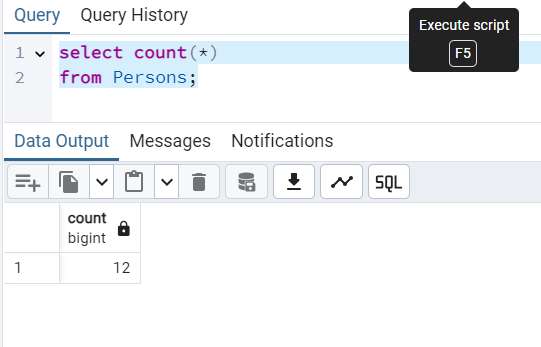 Query Query History
Execute script
F5
1 select count(*)
2 from Persons;
Data Output Messages Notifications
SQL
count
bigint
1 12